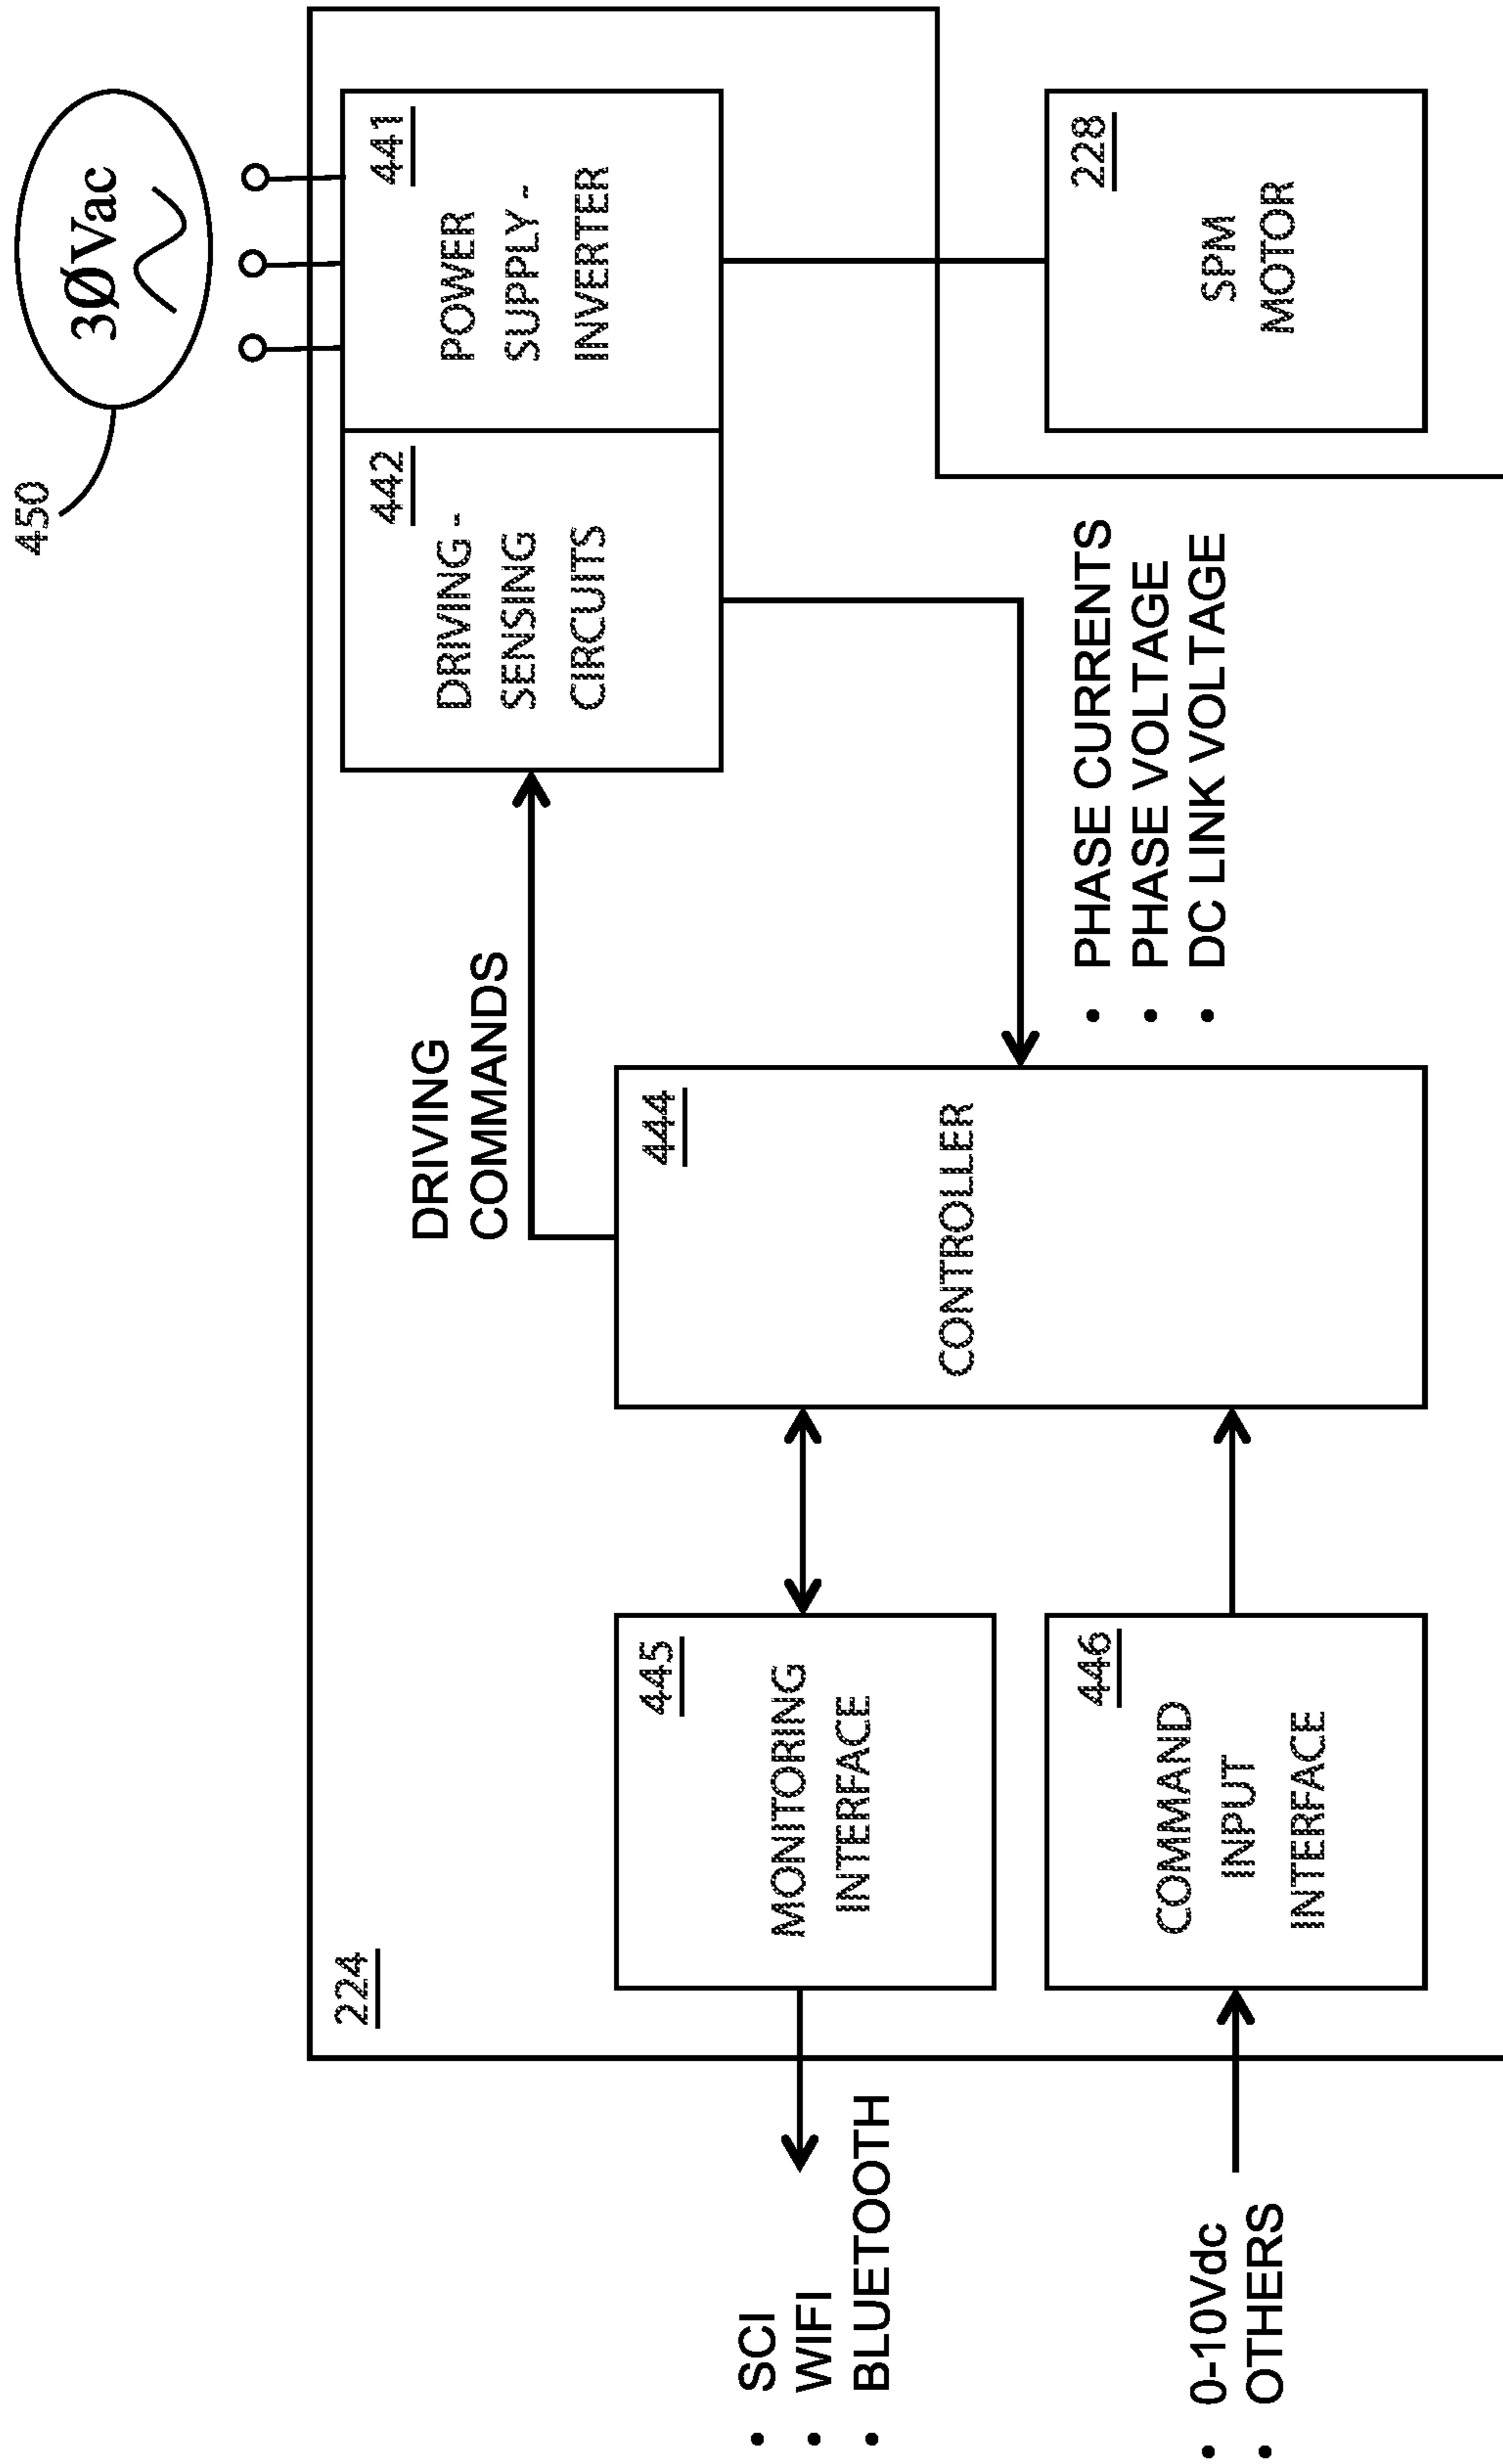 450
3ØVac
224
DRIVING
COMMANDS
442
DRIVING -
SENSING
CIRCUITS
441
POWER
SUPPLY -
INVERTER
• SCI
• WIFI
• BLUETOOTH
445
MONITORING
INTERFACE
444
CONTROLLER
• PHASE CURRENTS
• PHASE VOLTAGE
• DC LINK VOLTAGE
228
SPM
MOTOR
• 0-10Vdc
• OTHERS
446
COMMAND
INPUT
INTERFACE